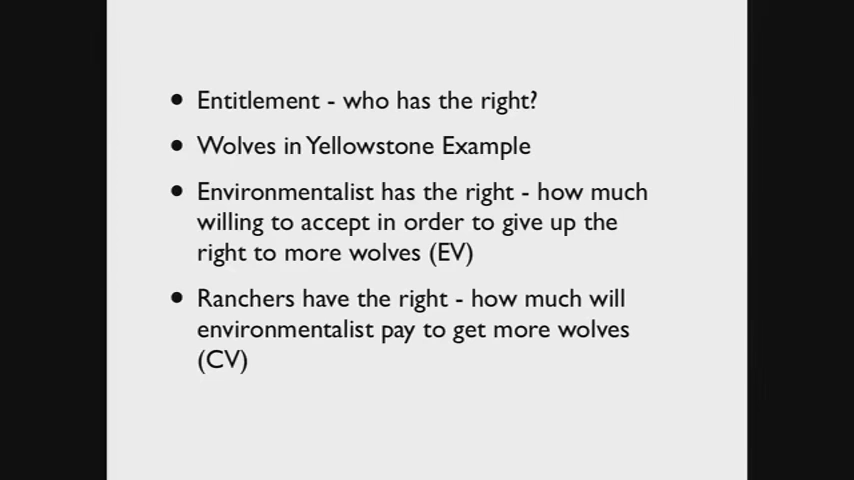 • Entitlement - who has the right?
• Wolves in Yellowstone Example
• Environmentalist has the right - how much
willing to accept in order to give up the
right to more wolves (EV)
• Ranchers have the right - how much will
environmentalist pay to get more wolves
(CV)